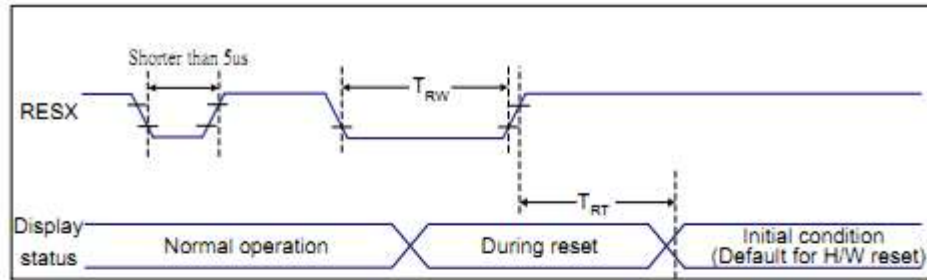 Shorter than 5us
RESX
TRW
TRT
Display
status
Normal operation
During reset
Initial condition
(Default for H/W reset)